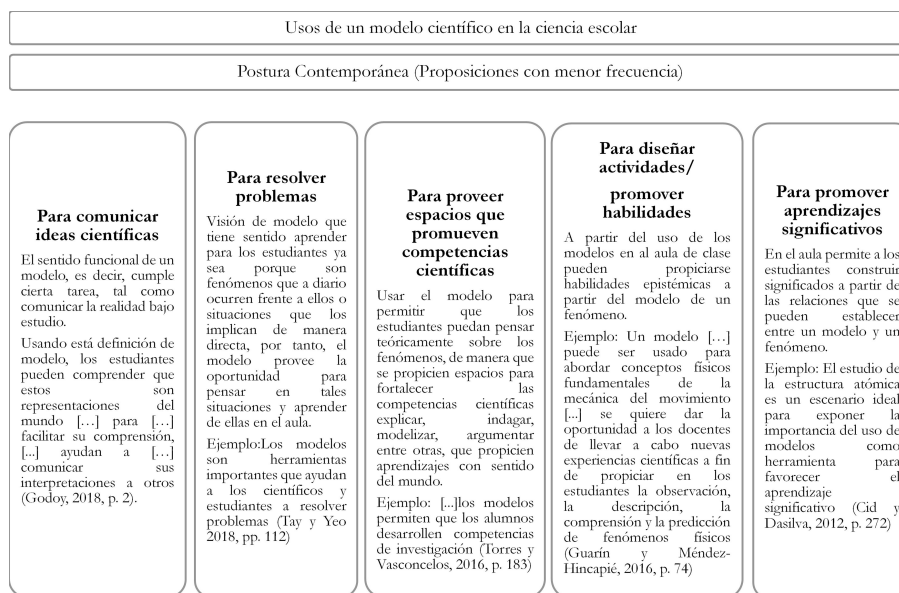 Usos de un modelo científico en la ciencia escolar
Postura Contemporánea (Proposiciones con menor frecuencia)
Para comunicar
ideas científicas
El sentido funcional de un
modelo, es decir, cumple
cierta tarea, tal como
comunicar la realidad bajo
estudio.
Usando está definición de
modelo, los estudiantes
pueden comprender que
estos son
representaciones del
mundo […] para […]
facilitar su comprensión,
[...] ayudan a […]
comunicar sus
interpretaciones a otros
(Godoy, 2018, p. 2).
Para resolver
problemas
Visión de modelo que
tiene sentido aprender
para los estudiantes ya
sea porque son
fenómenos que a diario
ocurren frente a ellos o
situaciones que los
implican de manera
directa, por tanto, el
modelo provee la
oportunidad para
pensar en tales
situaciones y aprender
de ellas en el aula.
Ejemplo:Los modelos
son herramientas
importantes que ayudan
a los científicos y
estudiantes a resolver
problemas (Tay y Yeo
2018, pp. 112)
Para proveer
espacios que
promueven
competencias
científicas
Usar el modelo para
permitir que los
estudiantes puedan pensar
teóricamente sobre los
fenómenos, de manera que
se propicien espacios para
fortalecer las
competencias científicas
explicar, indagar,
modelizar, argumentar
entre otras, que propicien
aprendizajes con sentido
del mundo.
Ejemplo: [...]los modelos
permiten que los alumnos
desarrollen competencias
de investigación (Torres y
Vasconcelos, 2016, p. 183)
Para diseñar
actividades/
promover
habilidades
A partir del uso de los
modelos en al aula de clase
pueden propiciarse
habilidades epistémicas a
partir del modelo de un
fenómeno.
Ejemplo: Un modelo […]
puede ser usado para
abordar conceptos físicos
fundamentales de la
mecánica del movimiento
[...] se quiere dar la
oportunidad a los docentes
de llevar a cabo nuevas
experiencias científicas a fin
de propiciar en los
estudiantes la observación,
la descripción, la
comprensión y la predicción
de fenómenos físicos
(Guarín y Méndez-
Hincapié, 2016, p. 74)
Para promover
aprendizajes
significativos
En el aula permite a los
estudiantes construir
significados a partir de
las relaciones que se
pueden establecer
entre un modelo y un
fenómeno.
Ejemplo: El estudio de
la estructura atómica
es un escenario ideal
para exponer la
importancia del uso de
modelos como
herramienta para
favorecer el
aprendizaje
significativo (Cid y
Dasilva, 2012, p. 272)